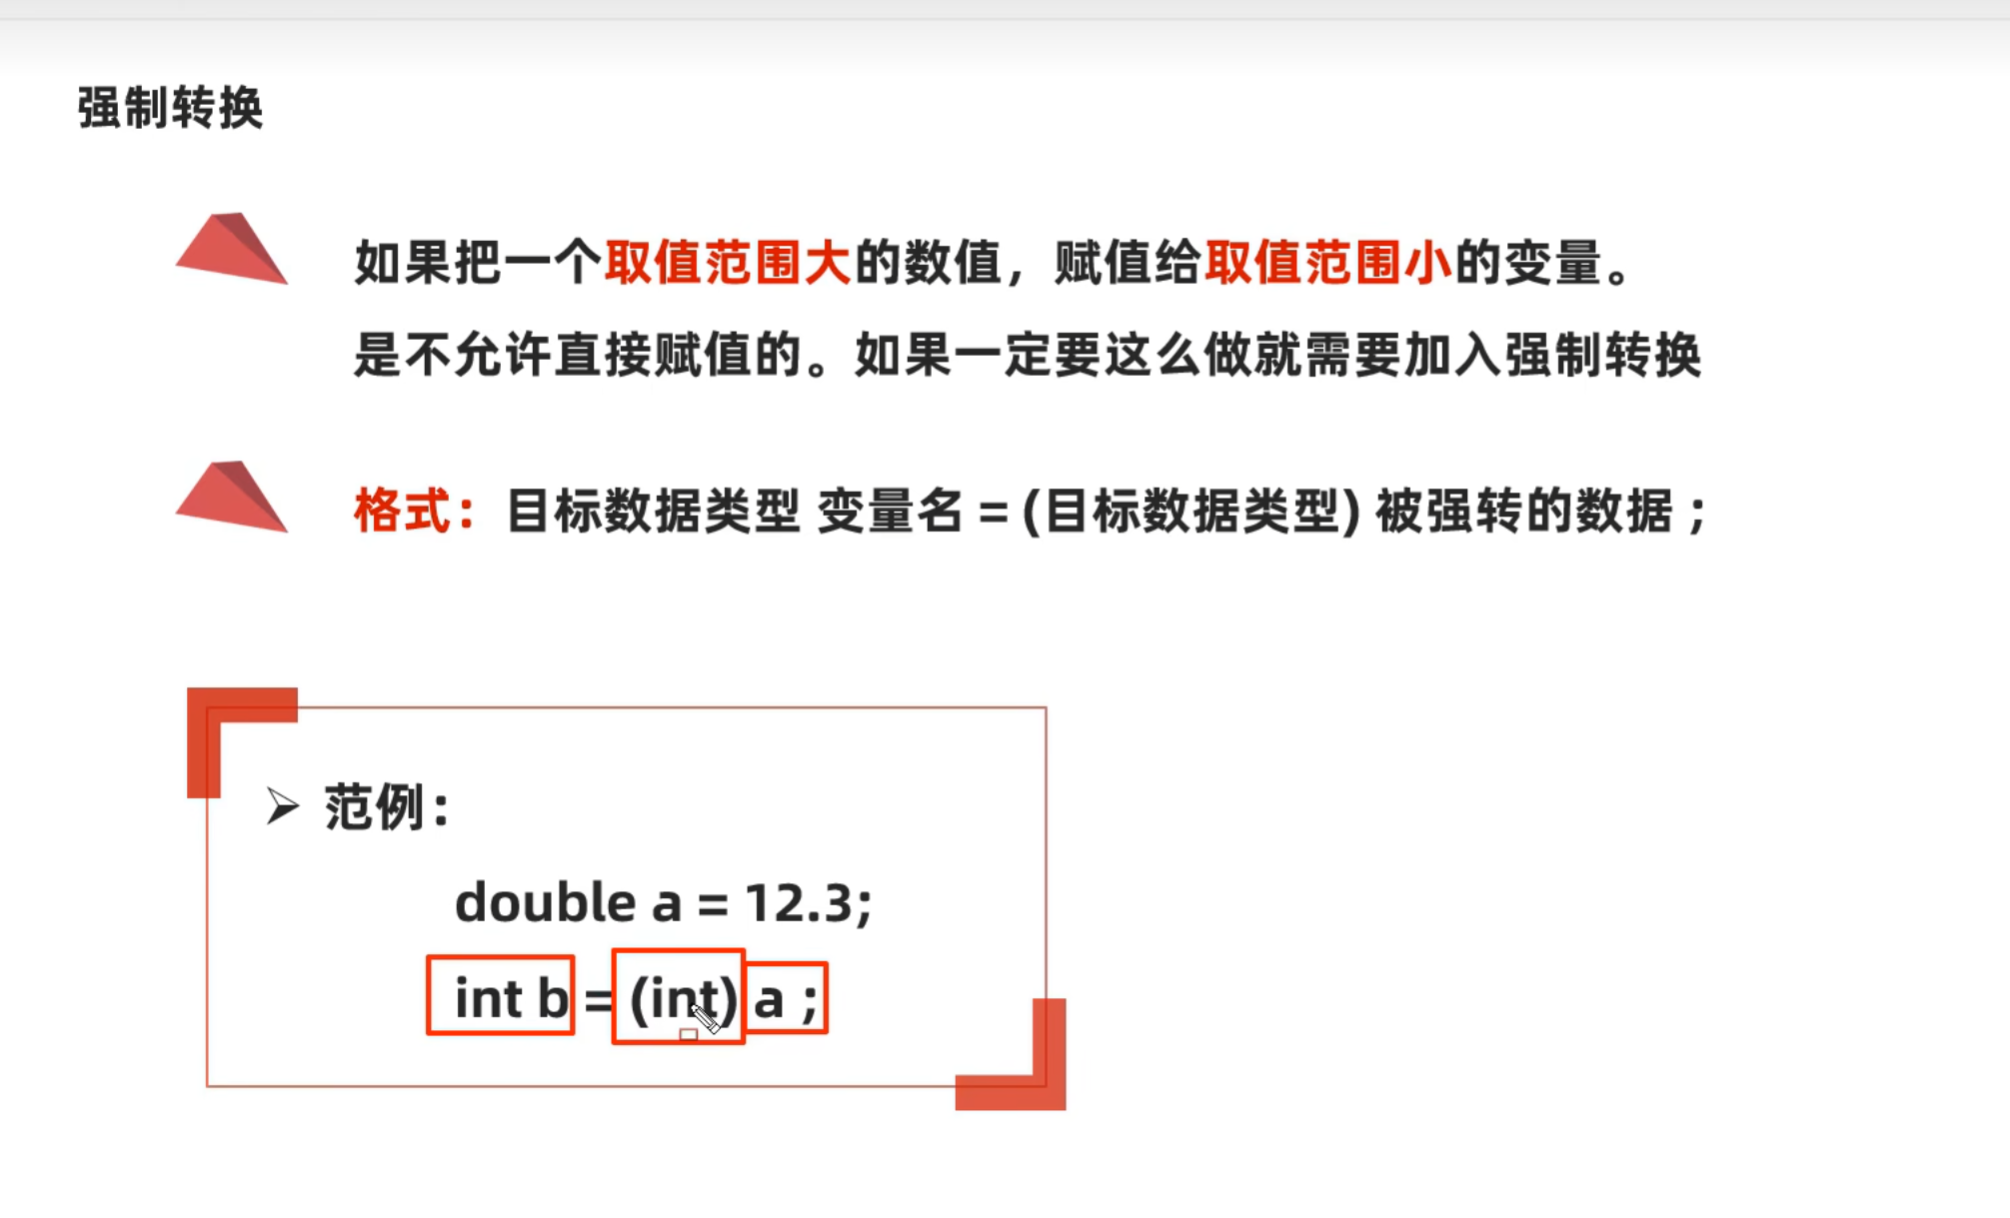 强制转换
如果把一个取值范围大的数值，赋值给取值范围小的变量。
是不允许直接赋值的。如果一定要这么做就需要加入强制转换
格式：目标数据类型 变量名 = (目标数据类型) 被强转的数据 ;
范例：
double a = 12.3;
int b = (int) a ;